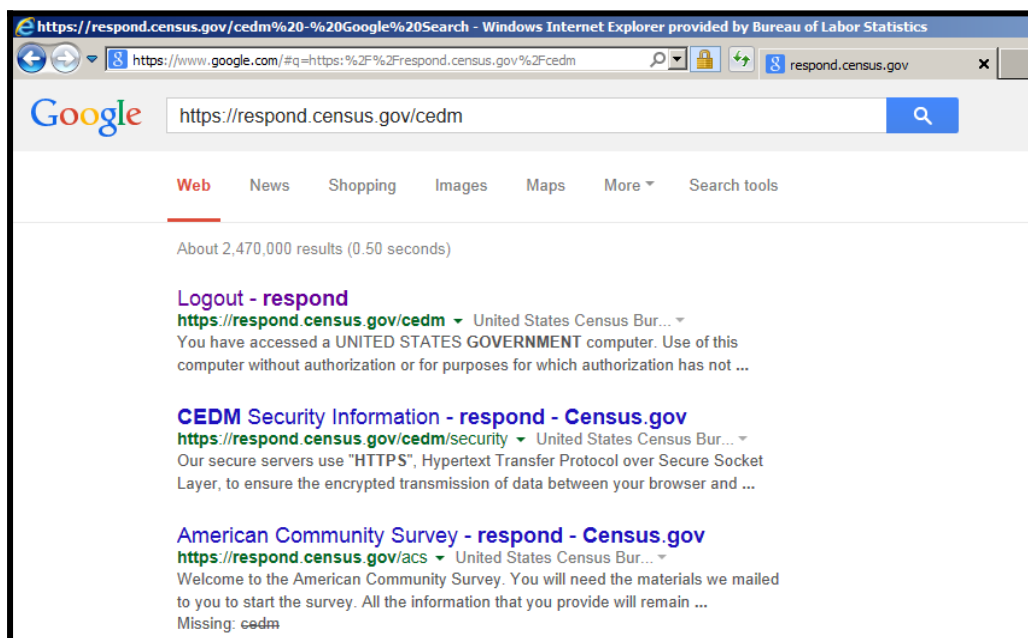 https://respond.census.gov/cedm%20-%20Google%20Search - Windows Internet Explorer provided by Bureau of Labor Statistics
https://www.google.com/#q=https:%2F%2Frespond.census.gov%2Fcedm
respond.census.gov
Google https://respond.census.gov/cedm
Web News Shopping Images Maps More Search tools
About 2,470,000 results (0.50 seconds)
Logout - respond
https://respond.census.gov/cedm United States Census Bur...
You have accessed a UNITED STATES GOVERNMENT computer. Use of this
computer without authorization or for purposes for which authorization has not ...
CEDM Security Information - respond - Census.gov
https://respond.census.gov/cedm/security United States Census Bur...
Our secure servers use "HTTPS", Hypertext Transfer Protocol over Secure Socket
Layer, to ensure the encrypted transmission of data between your browser and ...
American Community Survey - respond - Census.gov
https://respond.census.gov/acs United States Census Bur...
Welcome to the American Community Survey. You will need the materials we mailed
to you to start the survey. All the information that you provide will remain ...
Missing: cedm